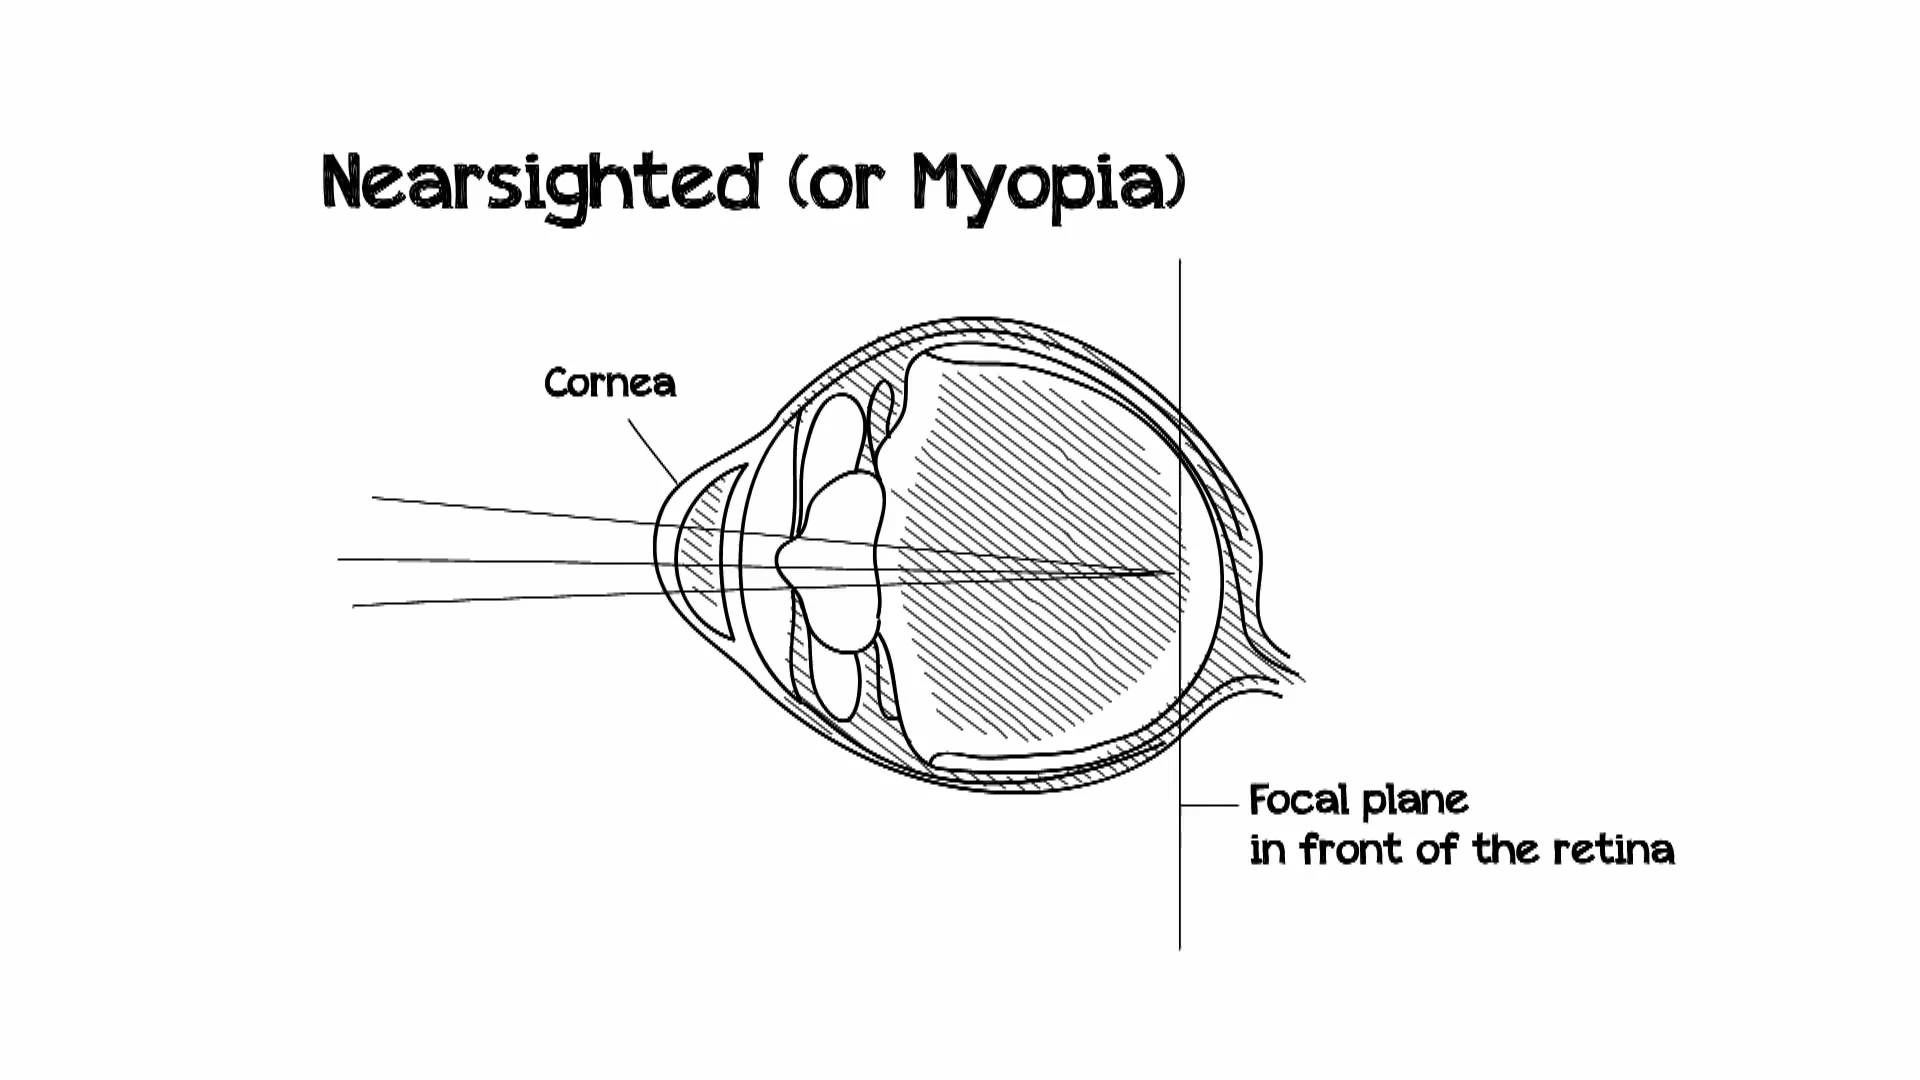 Nearsighted (or Myopia)
Cornea
Focal plane
in front of the retina